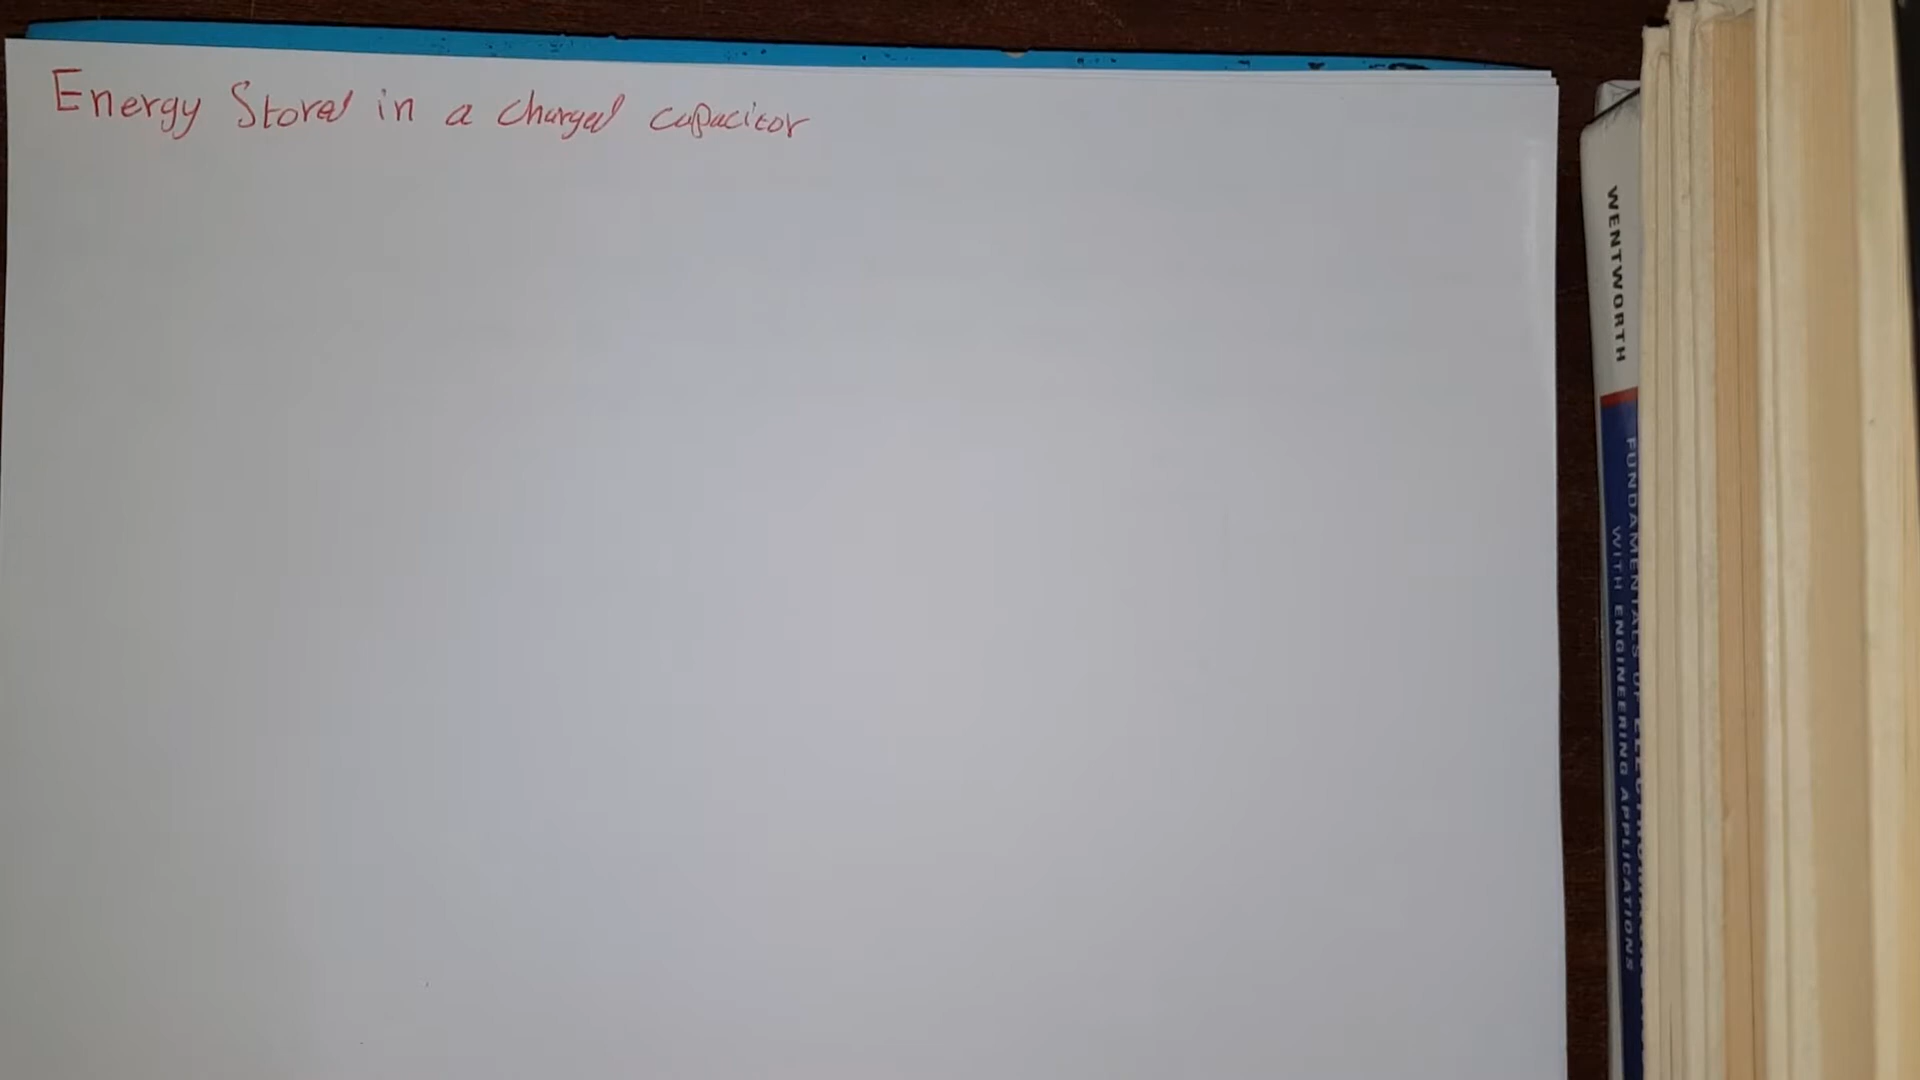 Energy Stored in a charged capacitor
WENTWORTH
FUNDAMENTALS OF ELECTROMAGNETICS
WITH ENGINEERING APPLICATIONS